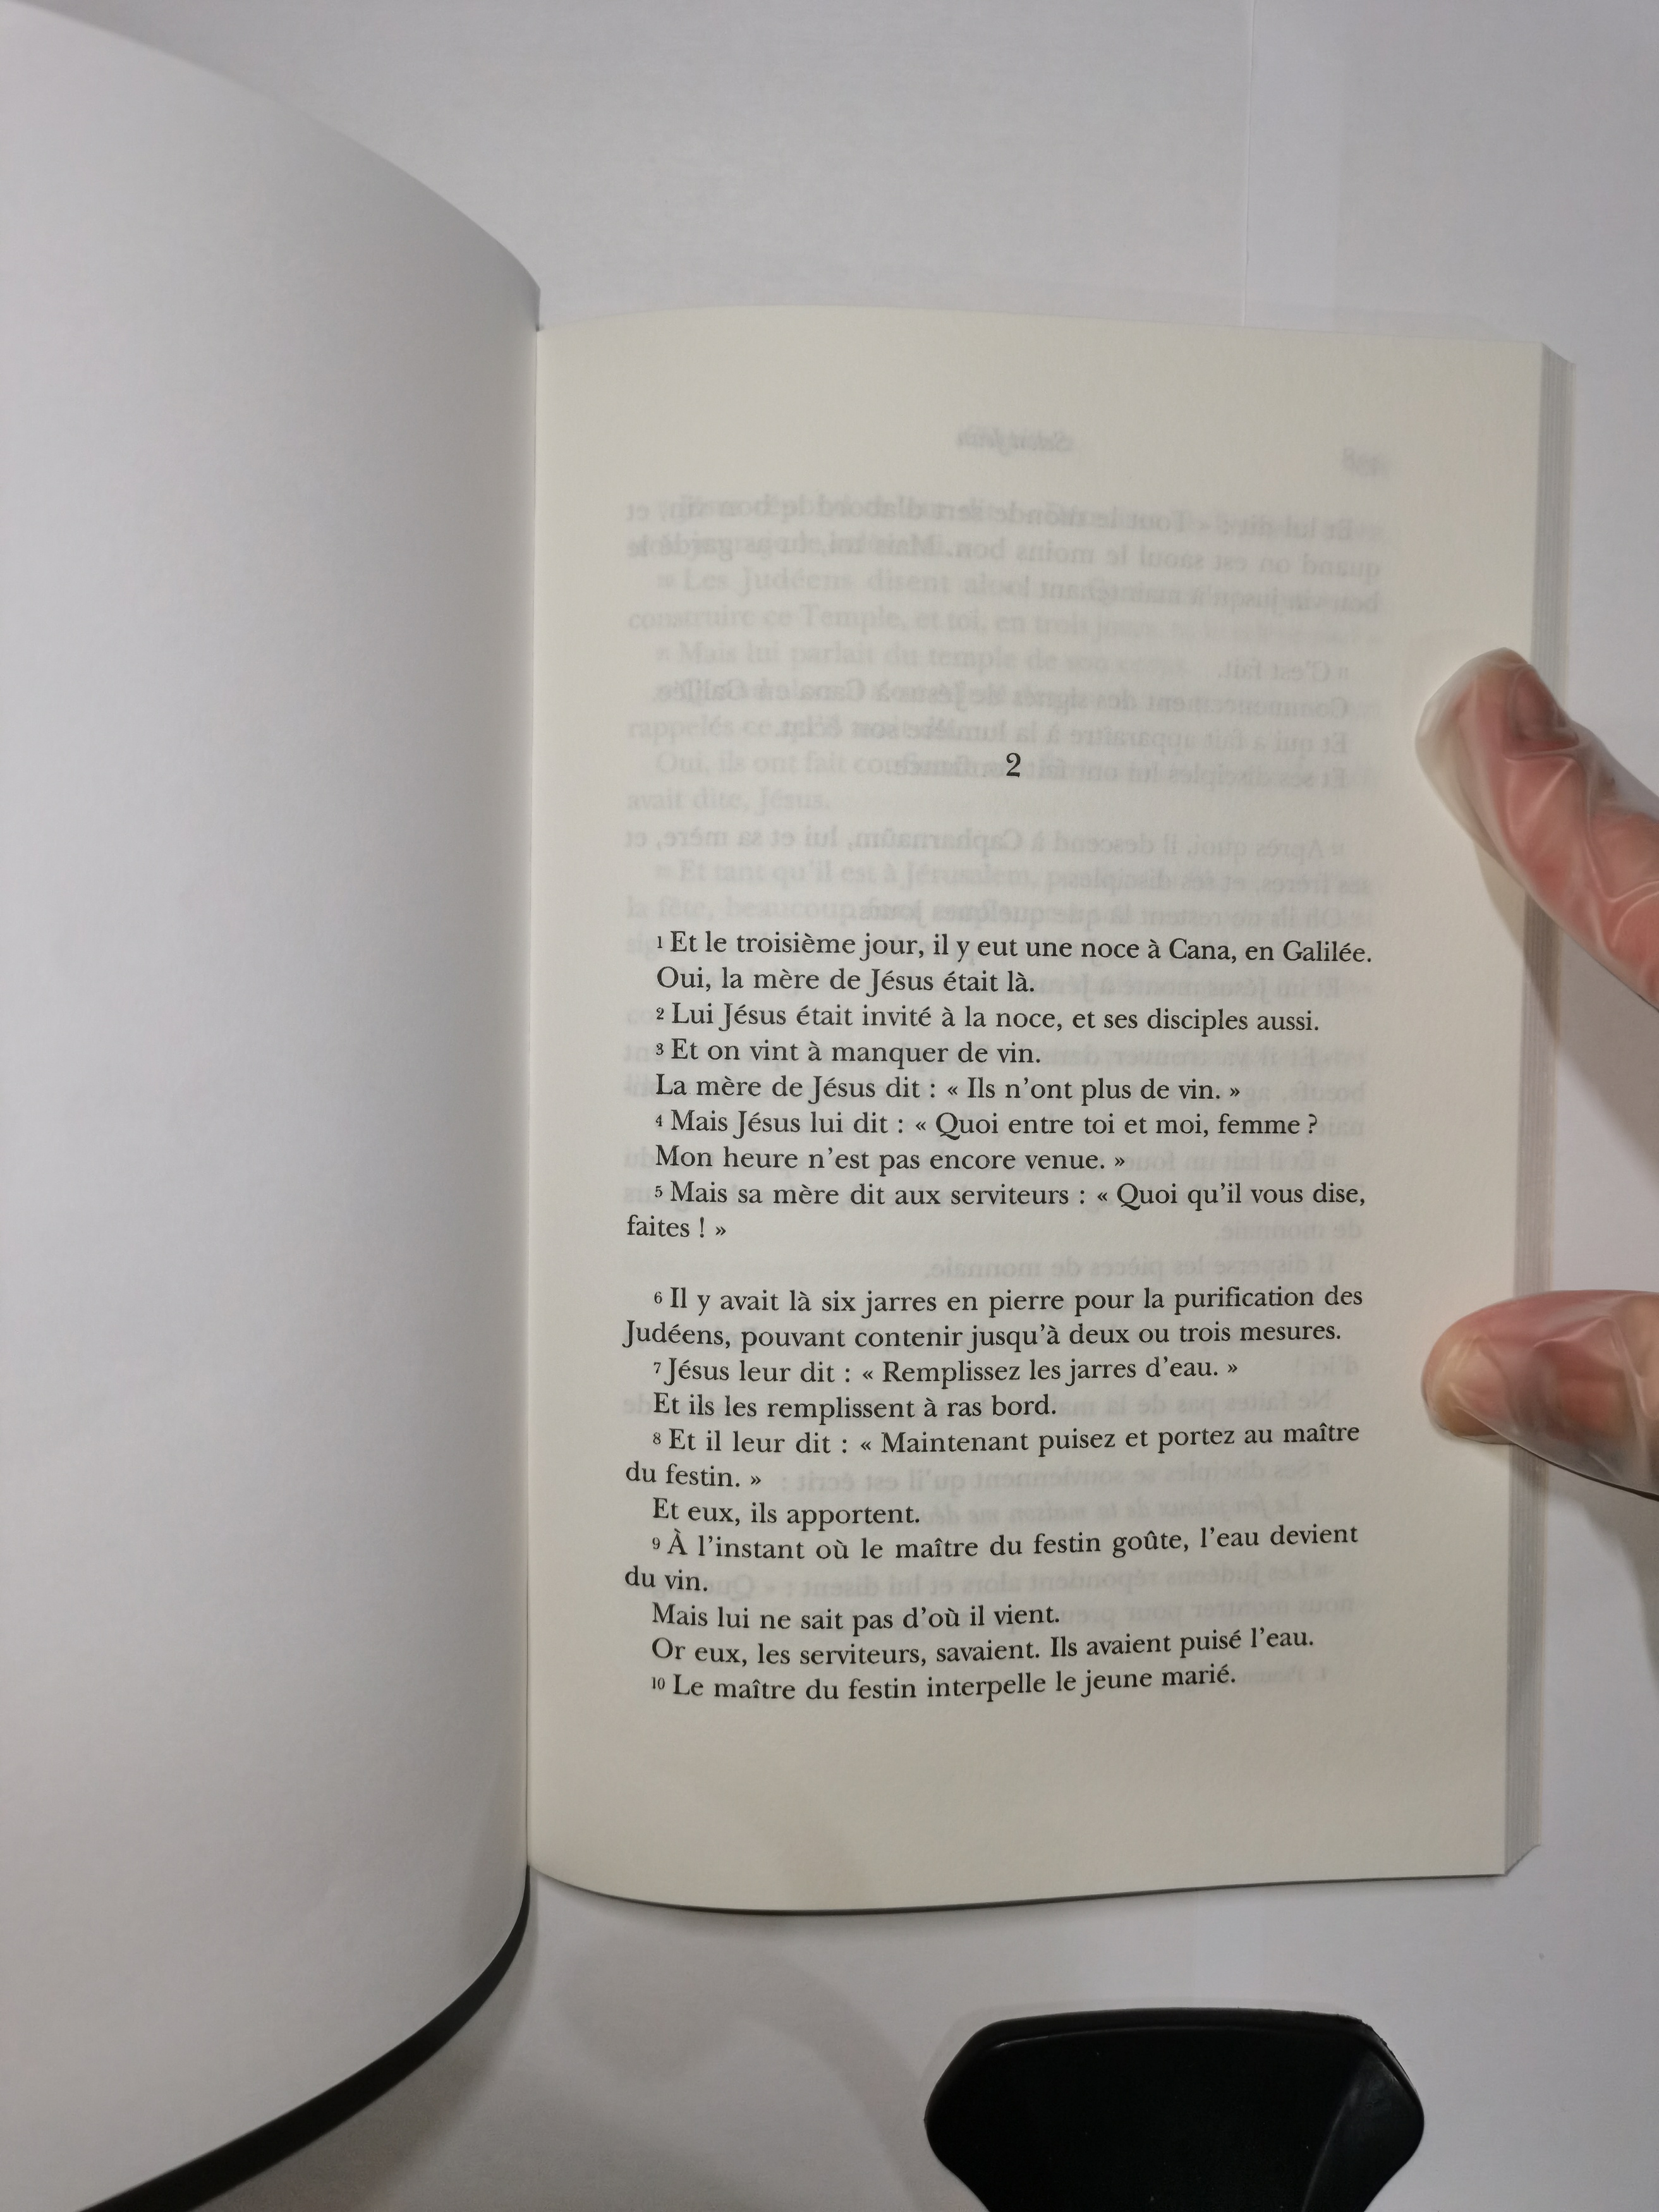 2
1 Et le troisième jour, il y eut une noce à Cana, en Galilée.
Oui, la mère de Jésus était là.
2 Lui Jésus était invité à la noce, et ses disciples aussi.
3 Et on vint à manquer de vin.
La mère de Jésus dit : « Ils n'ont plus de vin. »
4 Mais Jésus lui dit : « Quoi entre toi et moi, femme ?
Mon heure n'est pas encore venue. »
5 Mais sa mère dit aux serviteurs : « Quoi qu'il vous dise,
faites ! »
6 Il y avait là six jarres en pierre pour la purification des
Judéens, pouvant contenir jusqu'à deux ou trois mesures.
7 Jésus leur dit : « Remplissez les jarres d'eau. »
Et ils les remplissent à ras bord.
8 Et il leur dit : « Maintenant puisez et portez au maître
du festin. »
Et eux, ils apportent.
9 À l'instant où le maître du festin goûte, l'eau devient
du vin.
Mais lui ne sait pas d'où il vient.
Or eux, les serviteurs, savaient. Ils avaient puisé l'eau.
10 Le maître du festin interpelle le jeune marié.